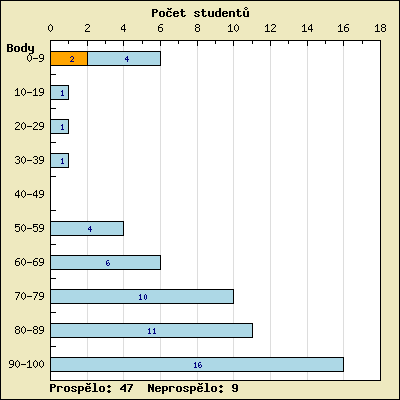 Počet studentů
0 2 4 6 8 10 12 14 16 18
Body
0-9 2 4
10-19 1
20-29 1
30-39 1
40-49
50-59 4
60-69 6
70-79 10
80-89 11
90-100 16
Prospělo: 47 Neprospělo: 9